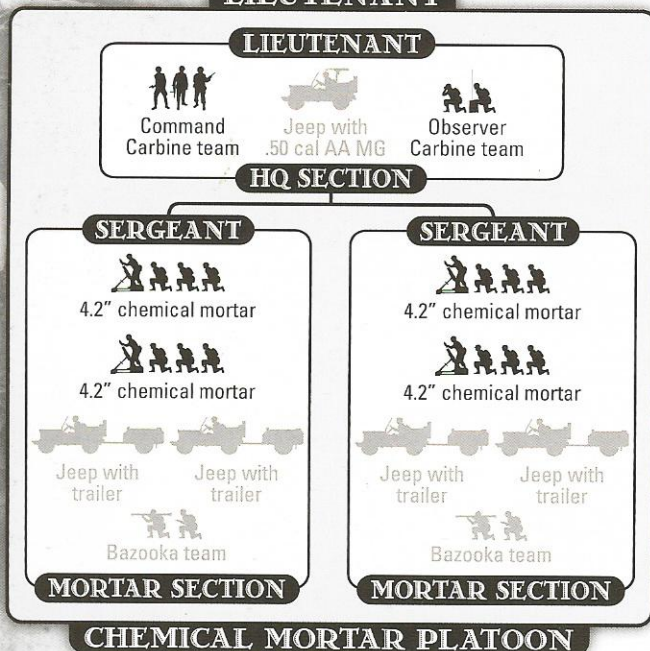 LIEUTENANT
LIEUTENANT
Command
Carbine team
Jeep with
.50 cal AA MG
Observer
Carbine team
HQ SECTION
SERGEANT
4.2" chemical mortar
4.2" chemical mortar
Jeep with
trailer
Jeep with
trailer
Bazooka team
MORTAR SECTION
SERGEANT
4.2" chemical mortar
4.2" chemical mortar
Jeep with
trailer
Jeep with
trailer
Bazooka team
MORTAR SECTION
CHEMICAL MORTAR PLATOON